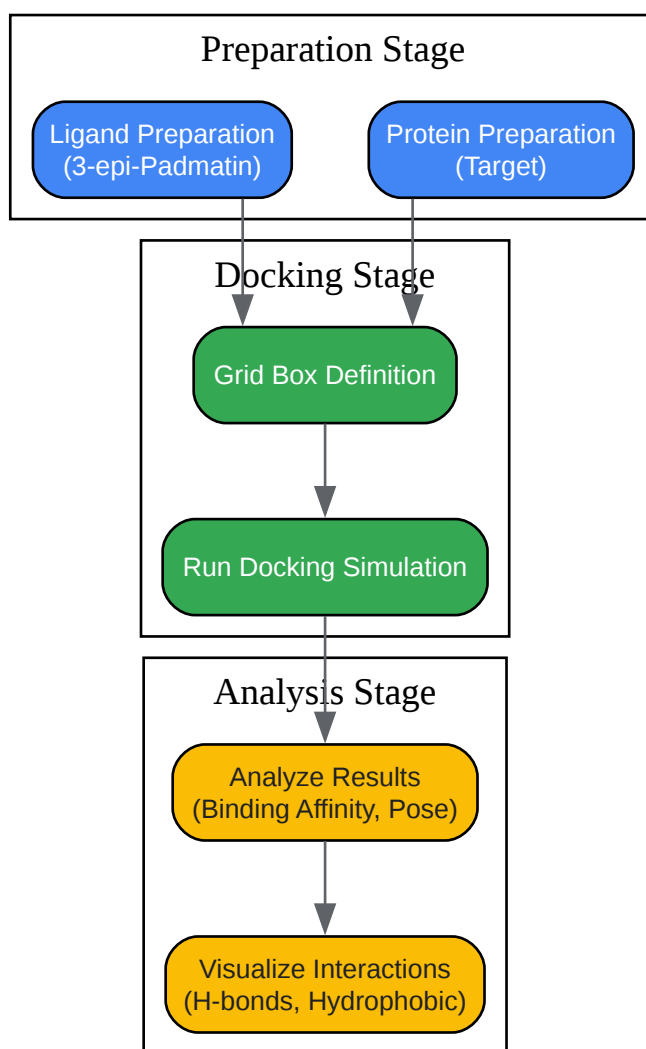 Preparation Stage
Ligand Preparation
(3-epi-Padmatin)
Protein Preparation
(Target)
Docking Stage
Grid Box Definition
Run Docking Simulation
Analysis Stage
Analyze Results
(Binding Affinity, Pose)
Visualize Interactions
(H-bonds, Hydrophobic)